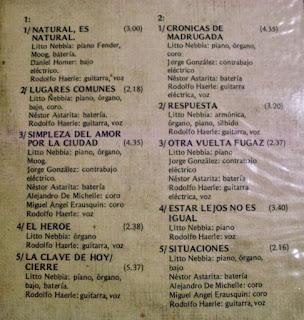 1:
1/ NATURAL, ES (3,00)
NATURAL.
Litto Nebbia: piano Fender,
Moog, batería.
Daniel Homer: bajo
eléctrico.
Rodolfo Haerle: guitarra, voz
2/ LUGARES COMUNES (2.18)
Litto Nebbia: piano, órgano,
bajo, coro.
Néstor Astarita: batería
Rodolfo Haerle: guitarra, voz
3/ SIMPLEZA DEL AMOR
POR LA CIUDAD (4.35)
Litto Nebbia: piano, órgano,
Moog.
Jorge González: contrabajo
eléctrico.
Néstor Astarita: batería
Alejandro De Michelle: coro
Miguel Angel Erausquin: coro
Rodolfo Haerle: voz
4/ EL HEROE (2.38)
Litto Nebbia: órgano
Rodolfo Haerle: guitarra, voz
5/ LA CLAVE DE HOY/
CIERRE (5,37)
Litto Nebbia: piano, órgano,
bajo, batería
Rodolfo Haerle: guitarra, voz
2:
1/ CRONICAS DE (4.35)
MADRUGADA
Litto Nebbia: piano, órgano,
coro
Jorge González: contrabajo
eléctrico
Néstor Astarita: batería
Rodolfo Haerle: guitarra, voz
2/ RESPUESTA (3.20)
Litto Nebbia: armónica,
órgano, piano, silbido
Rodolfo Haerle: guitarra, voz
3/ OTRA VUELTA FUGAZ (2.37)
Litto Nebbia: piano
Jorge González: contrabajo
eléctrico
Néstor Astarita: batería
Rodolfo Haerle: voz
4/ ESTAR LEJOS NO ES (3.40)
IGUAL
Litto Nebbia: piano
Rodolfo Haerle: guitarra, voz
5/ SITUACIONES (2.16)
Litto Nebbia: piano, órgano,
bajo
Néstor Astarita: batería
Alejandro De Michelle: coro
Miguel Angel Erausquin: coro
Rodolfo Haerle: guitarra, voz